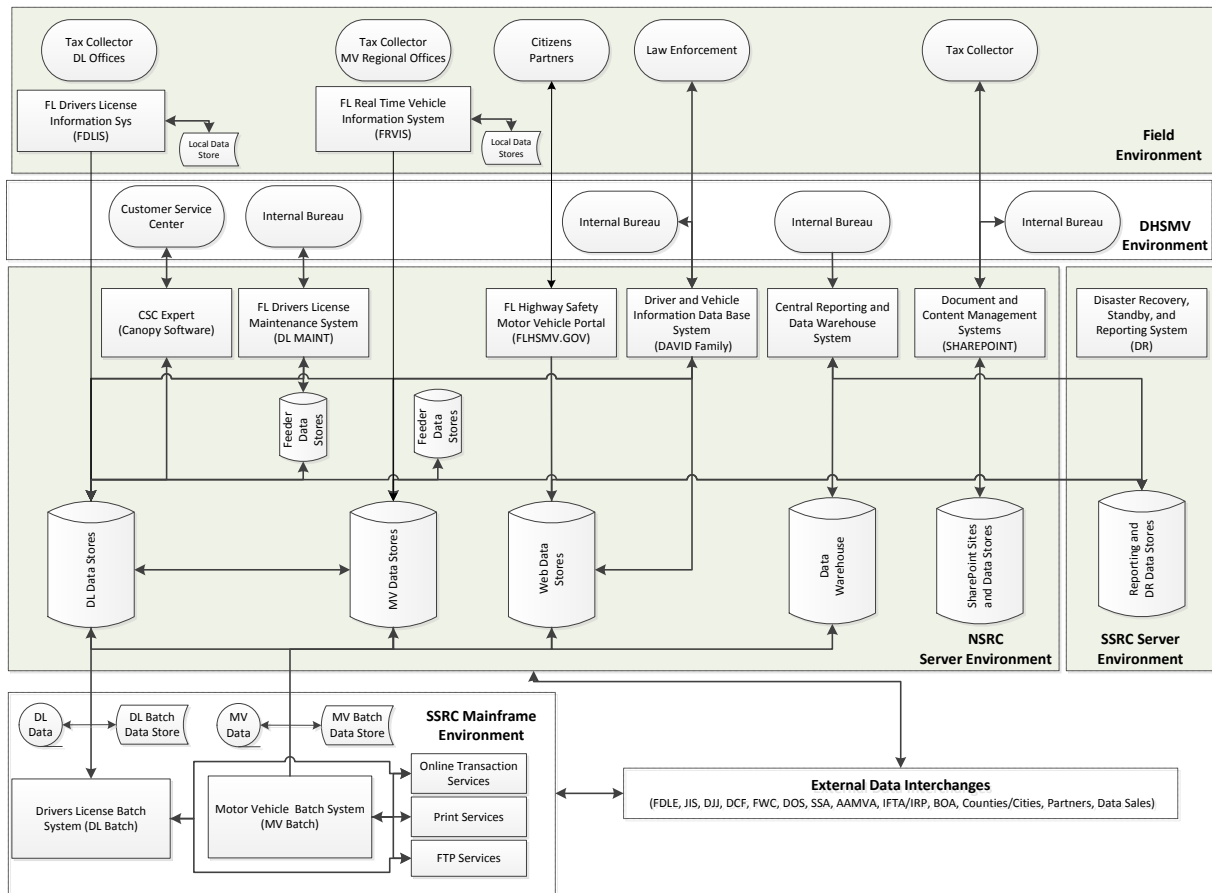 Tax Collector
DL Offices
Tax Collector
MV Regional Offices
Citizens
Partners
Law Enforcement
Tax Collector
FL Drivers License
Information Sys
(FDLIS)
Local Data
Store
FL Real Time Vehicle
Information System
(FRVIS)
Local Data
Stores
Field
Environment
Customer Service
Center
Internal Bureau
Internal Bureau
Internal Bureau
Internal Bureau
DHSMV
Environment
CSC Expert
(Canopy Software)
FL Drivers License
Maintenance System
(DL MAINT)
FL Highway Safety
Motor Vehicle Portal
(FLHSMV.GOV)
Driver and Vehicle
Information Data Base
System
(DAVID Family)
Central Reporting and
Data Warehouse
System
Document and
Content Management
Systems
(SHAREPOINT)
Disaster Recovery,
Standby, and
Reporting System
(DR)
Feeder
Data
Stores
Feeder
Data
Stores
DL Data Stores
MV Data Stores
Web Data
Stores
Data
Warehouse
SharePoint Sites
and Data Stores
Reporting and
DR Data Stores
NSRC
Server Environment
SSRC Server
Environment
DL
Data
DL Batch
Data Store
MV
Data
MV Batch
Data Store
SSRC Mainframe
Environment
Drivers License Batch
System (DL Batch)
Motor Vehicle Batch System
(MV Batch)
Online Transaction
Services
Print Services
FTP Services
External Data Interchanges
(FDLE, JIS, DJJ, DCF, FWC, DOS, SSA, AAMVA, IFTA/IRP, BOA, Counties/Cities, Partners, Data Sales)